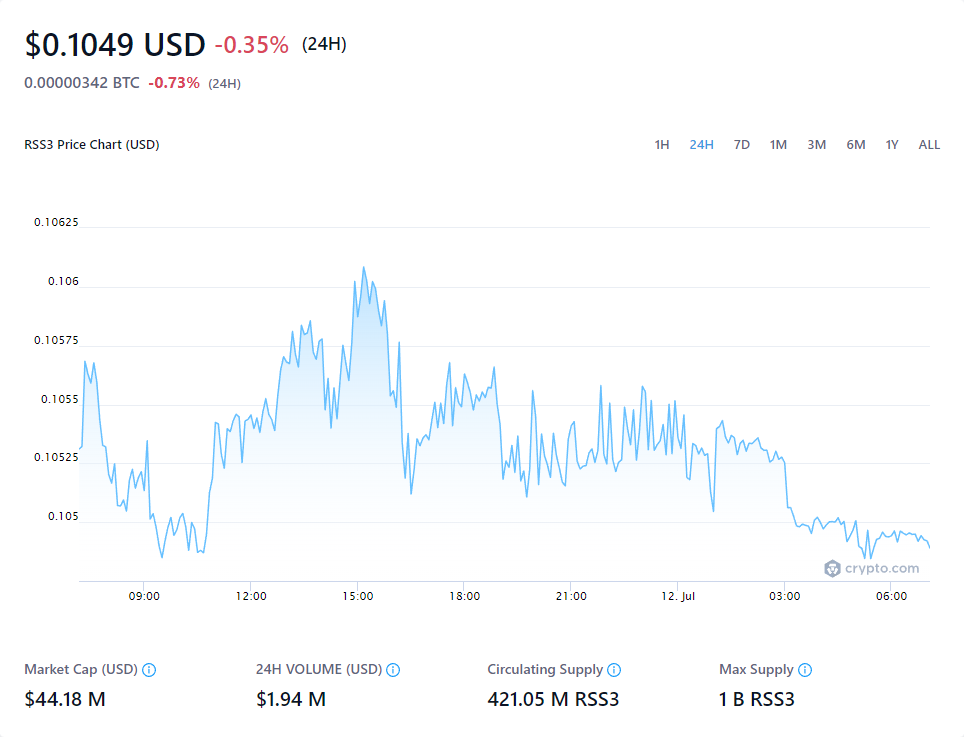 $0.1049 USD -0.35% (24H)
0.00000342 BTC -0.73% (24H)
RSS3 Price Chart (USD) 1H 24H 7D 1M 3M 6M 1Y ALL
0.10625
0.106
0.10575
0.1055
0.10525
0.105
crypto.com
09:00 12:00 15:00 18:00 21:00 12. Jul 03:00 06:00
Market Cap (USD) 24H VOLUME (USD) Circulating Supply Max Supply
$44.18 M $1.94 M 421.05 M RSS3 1 B RSS3